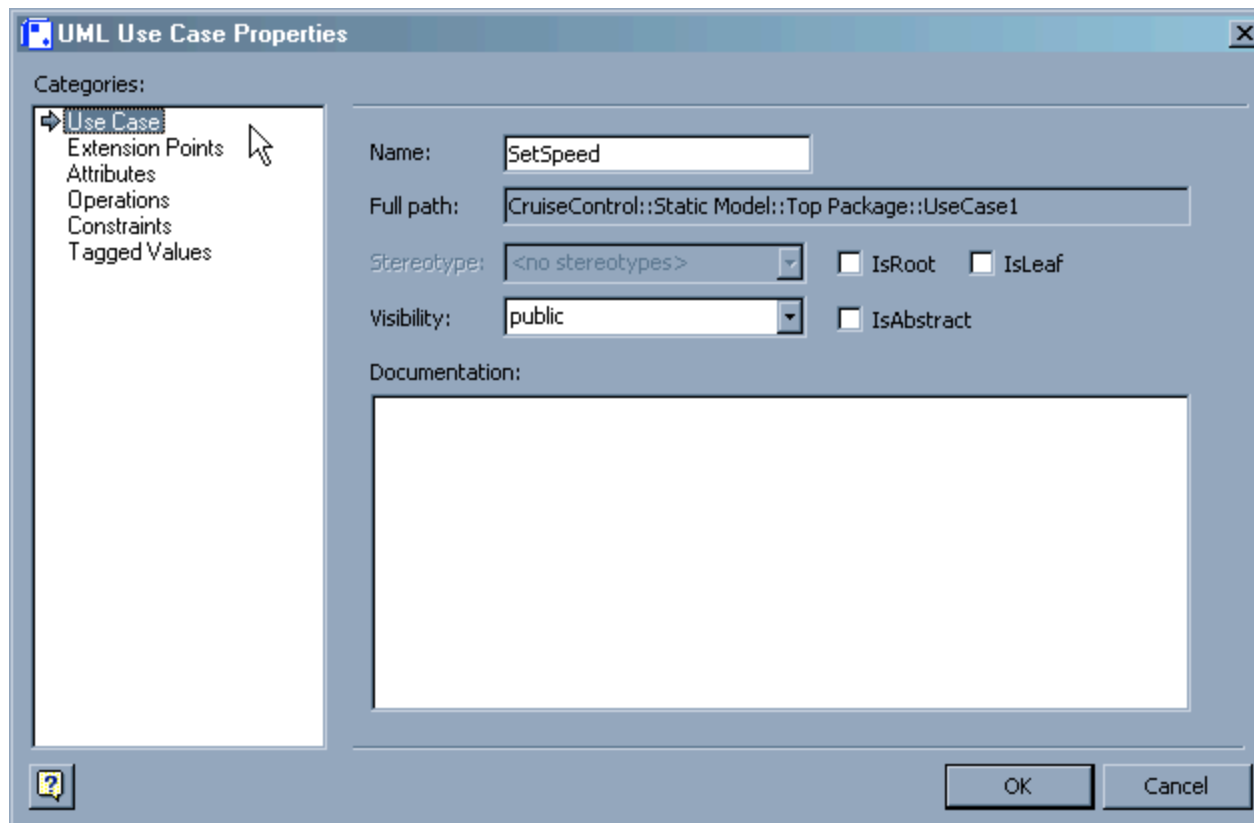 UML Use Case Properties
Categories:
Use Case
Extension Points
Attributes
Operations
Constraints
Tagged Values
Name: SetSpeed
Full path: CruiseControl::Static Model::Top Package::UseCase1
Stereotype: <no stereotypes> IsRoot IsLeaf
Visibility: public IsAbstract
Documentation:
OK Cancel